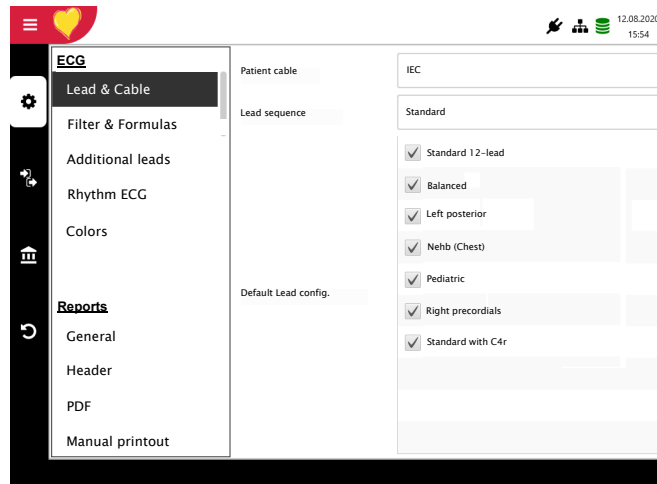 12.08.2020
15:54
ECG
Lead & Cable
Filter & Formulas
Additional leads
Rhythm ECG
Colors
Reports
General
Header
PDF
Manual printout
Patient cable
IEC
Lead sequence
Standard
Default Lead config.
Standard 12-lead
Balanced
Left posterior
Nehb (Chest)
Pediatric
Right precordials
Standard with C4r